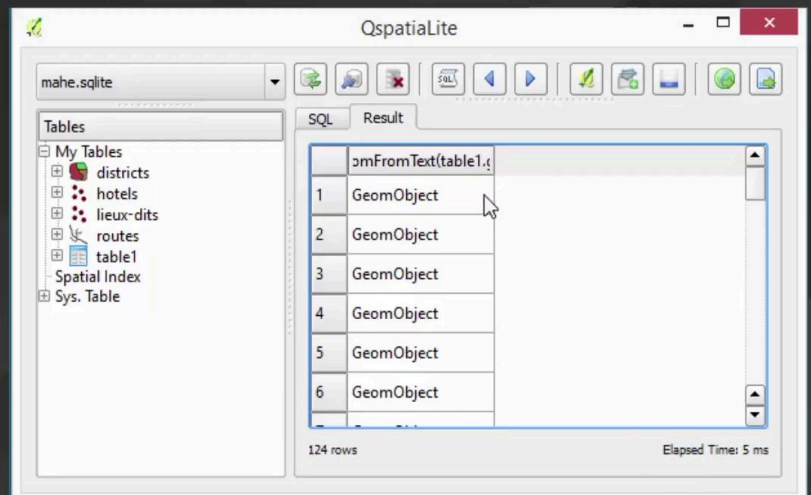 QspatiaLite
mahe.sqlite
SQL
Tables
My Tables
districts
hotels
lieux-dits
routes
table1
Spatial Index
Sys. Table
SQL
Result
omFromText(table1.g
1 GeomObject
2 GeomObject
3 GeomObject
4 GeomObject
5 GeomObject
6 GeomObject
124 rows
Elapsed Time: 5 ms